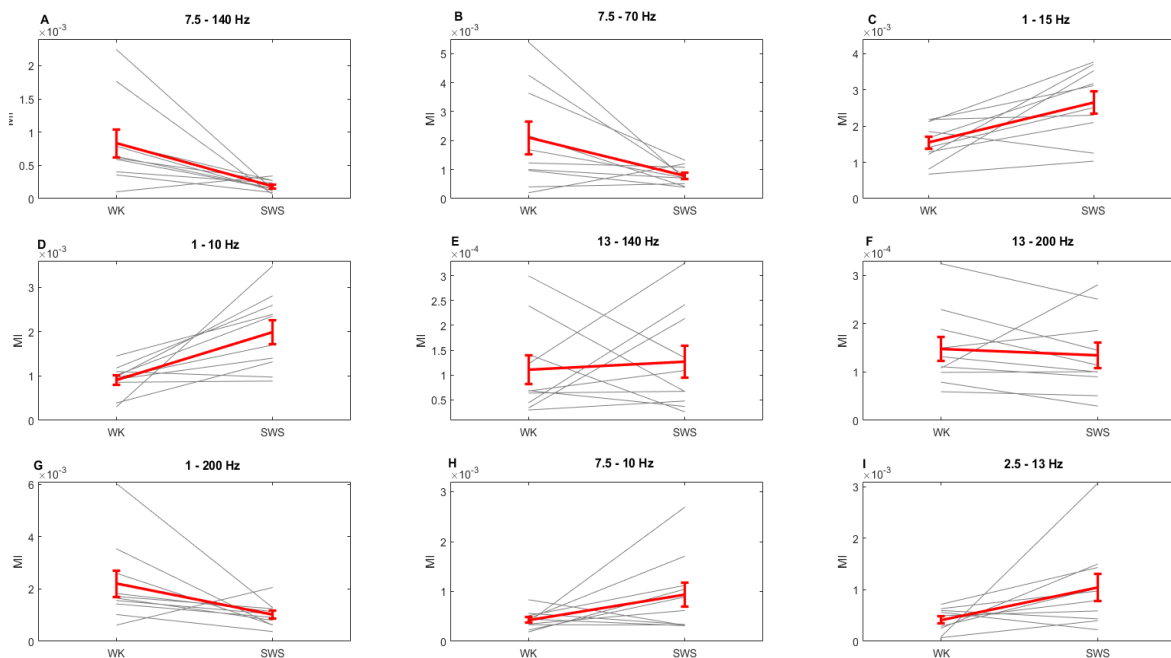 A 7.5 - 140 Hz
×10⁻³
2.5
2
1.5
1
0.5
0
MI
WK SWS
B 7.5 - 70 Hz
×10⁻³
5
4
3
2
1
0
MI
WK SWS
C 1 - 15 Hz
×10⁻³
4
3
2
1
0
MI
WK SWS
D 1 - 10 Hz
×10⁻³
3
2
1
0
MI
WK SWS
E 13 - 140 Hz
×10⁻⁴
3
2.5
2
1.5
1
0.5
MI
WK SWS
F 13 - 200 Hz
×10⁻⁴
3
2
1
0
MI
WK SWS
G 1 - 200 Hz
×10⁻³
6
4
2
0
MI
WK SWS
H 7.5 - 10 Hz
×10⁻³
3
2
1
0
MI
WK SWS
I 2.5 - 13 Hz
×10⁻³
3
2
1
0
MI
WK SWS